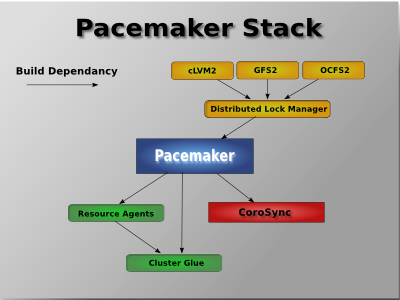 Pacemaker Stack
Build Dependancy
cLVM2
GFS2
OCFS2
Distributed Lock Manager
Pacemaker
Resource Agents
CoroSync
Cluster Glue